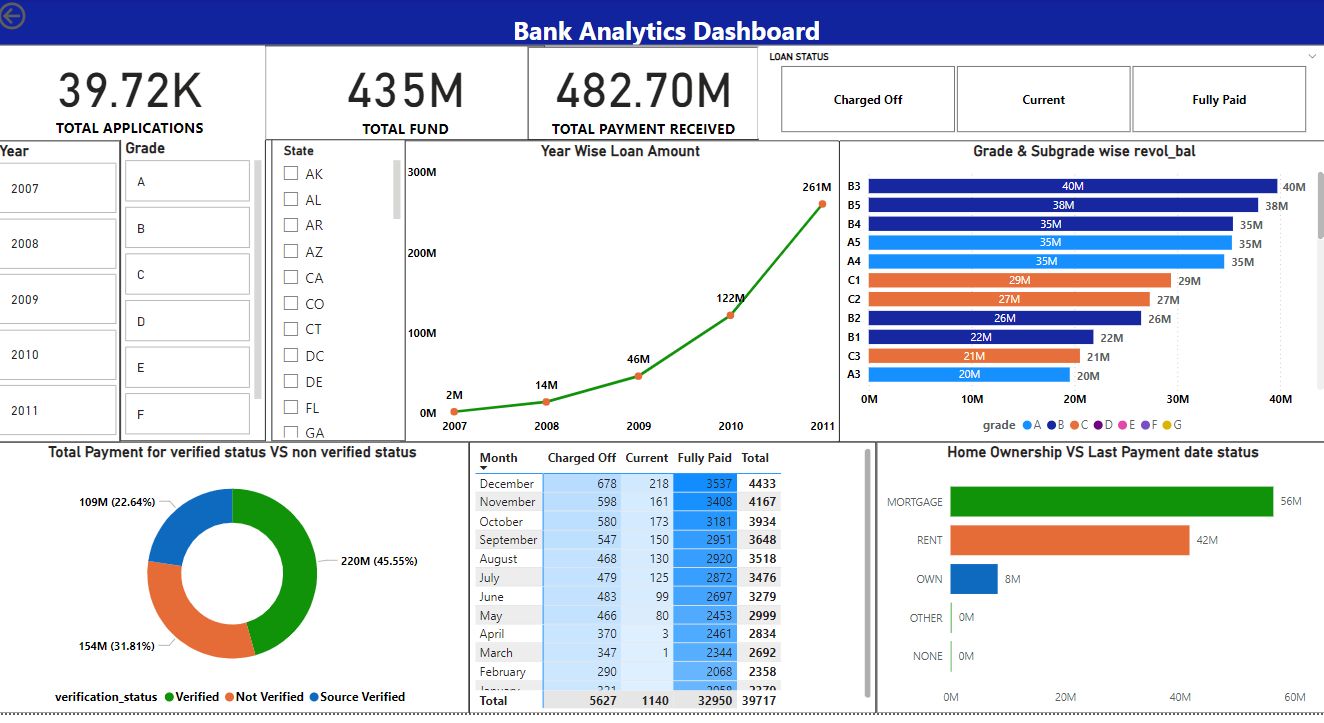 Bank Analytics Dashboard
39.72K
TOTAL APPLICATIONS
435M
TOTAL FUND
482.70M
TOTAL PAYMENT RECEIVED
LOAN STATUS
Charged Off
Current
Fully Paid
Year
2007
2008
2009
2010
2011
Grade
A
B
C
D
E
F
State
AK
AL
AR
AZ
CA
CO
CT
DC
DE
FL
GA
Year Wise Loan Amount
300M
200M
100M
0M
2M
14M
46M
122M
261M
2007 2008 2009 2010 2011
Grade & Subgrade wise revol_bal
B3 40M 40M
B5 38M 38M
B4 35M 35M
A5 35M 35M
A4 35M 35M
C1 29M 29M
C2 27M 27M
B2 26M 26M
B1 22M 22M
C3 21M 21M
A3 20M 20M
0M 10M 20M 30M 40M
grade A B C D E F G
Total Payment for verified status VS non verified status
109M (22.64%)
220M (45.55%)
154M (31.81%)
verification_status Verified Not Verified Source Verified
Month Charged Off Current Fully Paid Total
December 678 218 3537 4433
November 598 161 3408 4167
October 580 173 3181 3934
September 547 150 2951 3648
August 468 130 2920 3518
July 479 125 2872 3476
June 483 99 2697 3279
May 466 80 2453 2999
April 370 3 2461 2834
March 347 1 2344 2692
February 290 2068 2358
January 321 2058 2379
Total 5627 1140 32950 39717
Home Ownership VS Last Payment date status
MORTGAGE 56M
RENT 42M
OWN 8M
OTHER 0M
NONE 0M
0M 20M 40M 60M